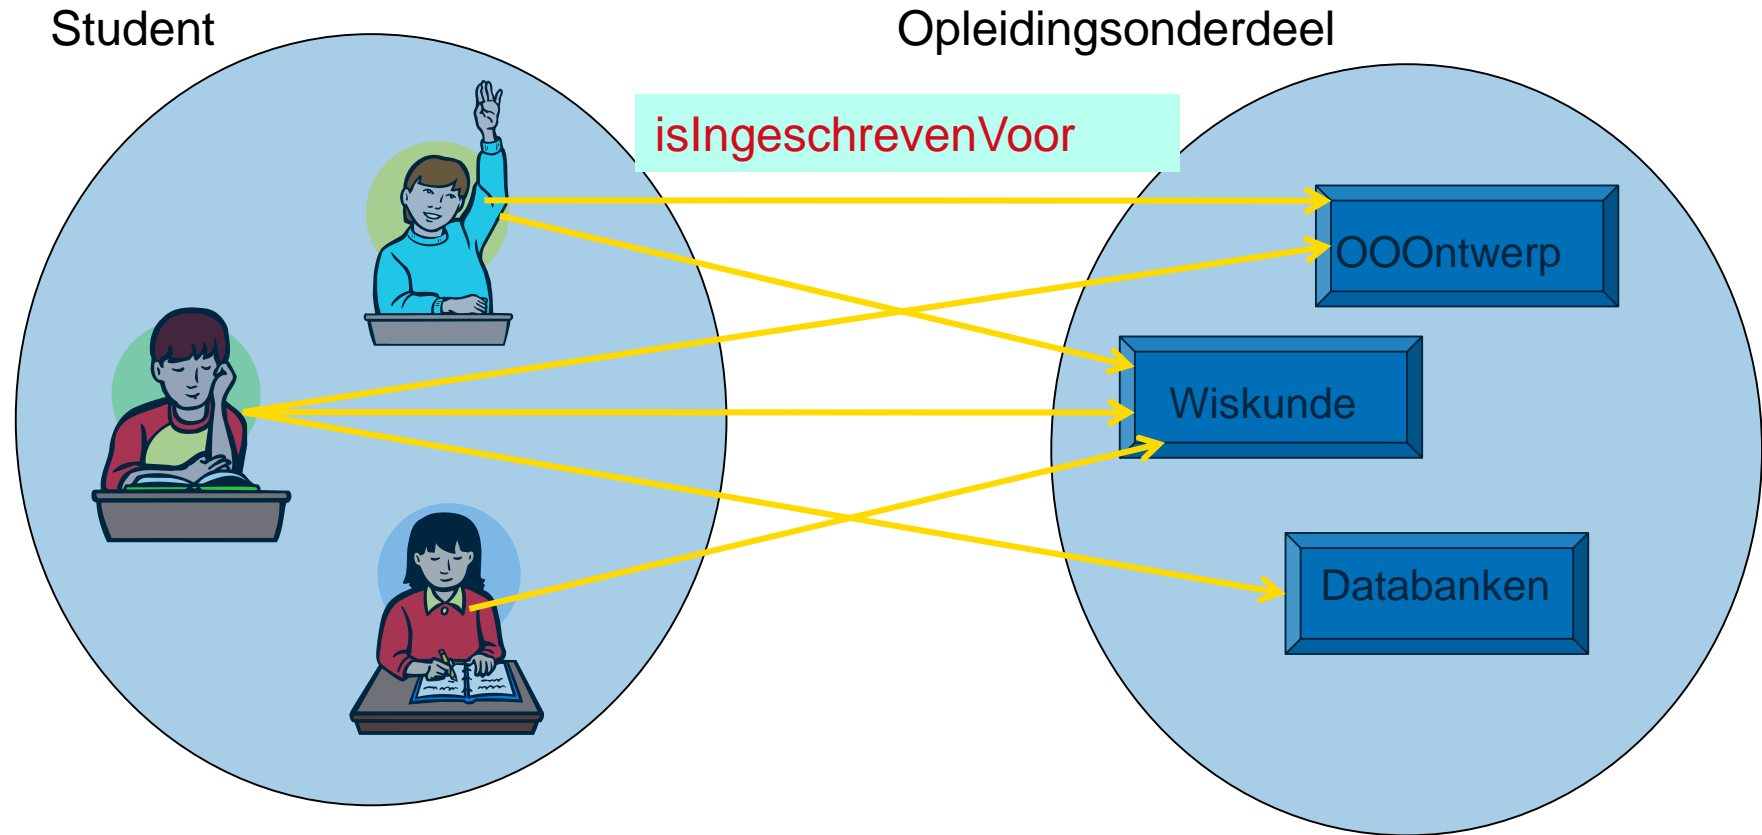 Student
Opleidingsonderdeel
isIngeschrevenVoor
OOOntwerp
Wiskunde
Databanken